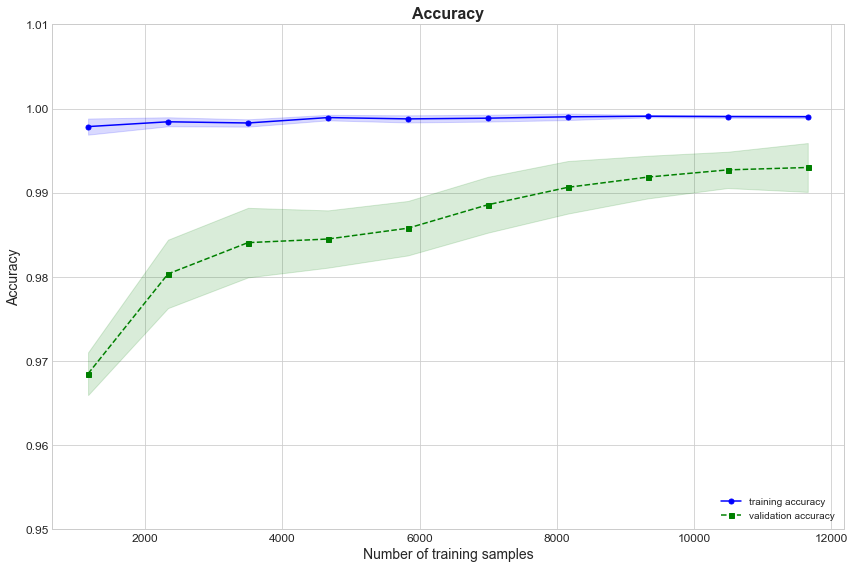 Accuracy
1.01
1.00
0.99
0.98
0.97
0.96
0.95
Accuracy
2000 4000 6000 8000 10000 12000
Number of training samples
training accuracy
validation accuracy